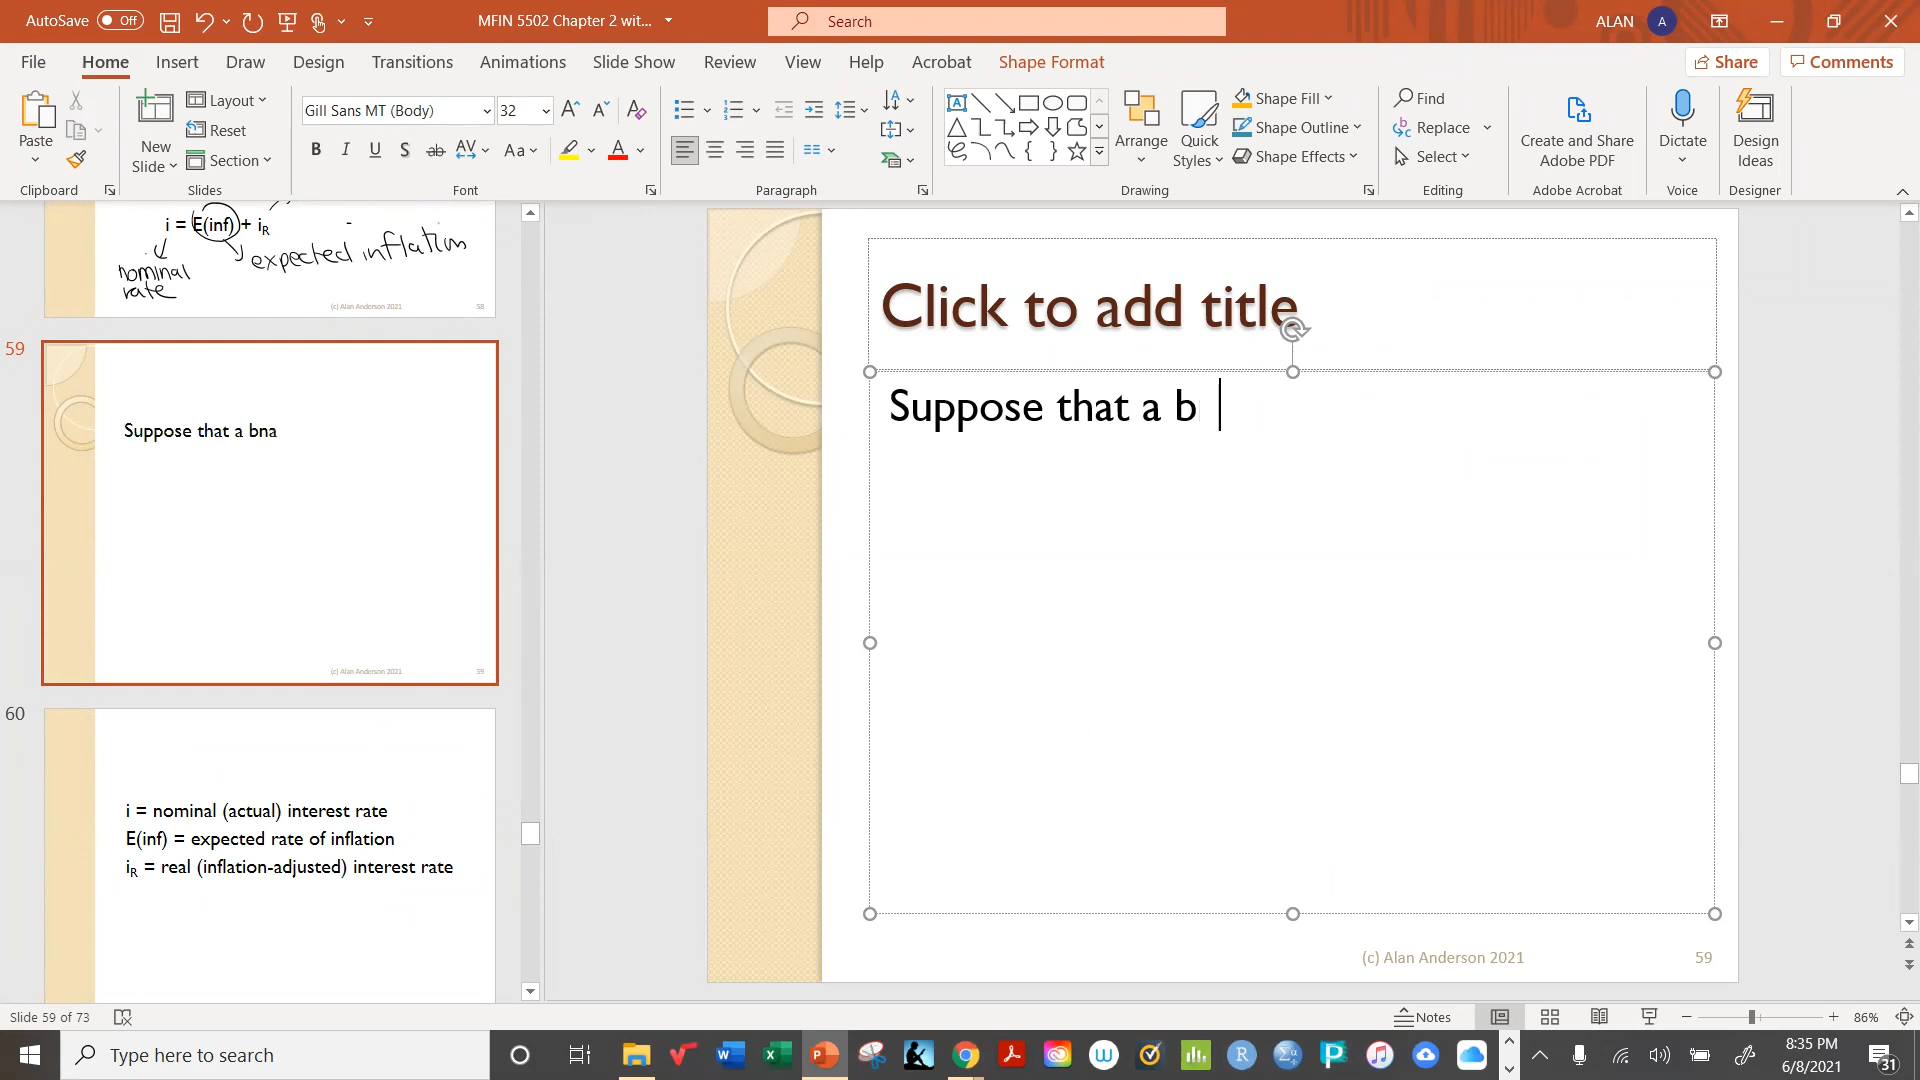 AutoSave Off
MFIN 5502 Chapter 2 wit...
Search
ALAN A
File Home Insert Draw Design Transitions Animations Slide Show Review View Help Acrobat Shape Format
Share Comments
Paste
Clipboard
New Slide
Layout
Reset
Section
Slides
Gill Sans MT (Body) 32
B I U S ab AV Aa A
Font
Paragraph
Arrange
Quick Styles
Shape Fill
Shape Outline
Shape Effects
Drawing
Find
Replace
Select
Editing
Create and Share Adobe PDF
Adobe Acrobat
Dictate
Voice
Design Ideas
Designer
i = E(inf) + iR
nominal rate
expected inflation
(c) Alan Anderson 2021 58
59
Suppose that a bna
(c) Alan Anderson 2021 59
60
i = nominal (actual) interest rate
E(inf) = expected rate of inflation
iR = real (inflation-adjusted) interest rate
Click to add title
Suppose that a b
(c) Alan Anderson 2021 59
Slide 59 of 73
Notes
86%
Type here to search
8:35 PM
6/8/2021
31